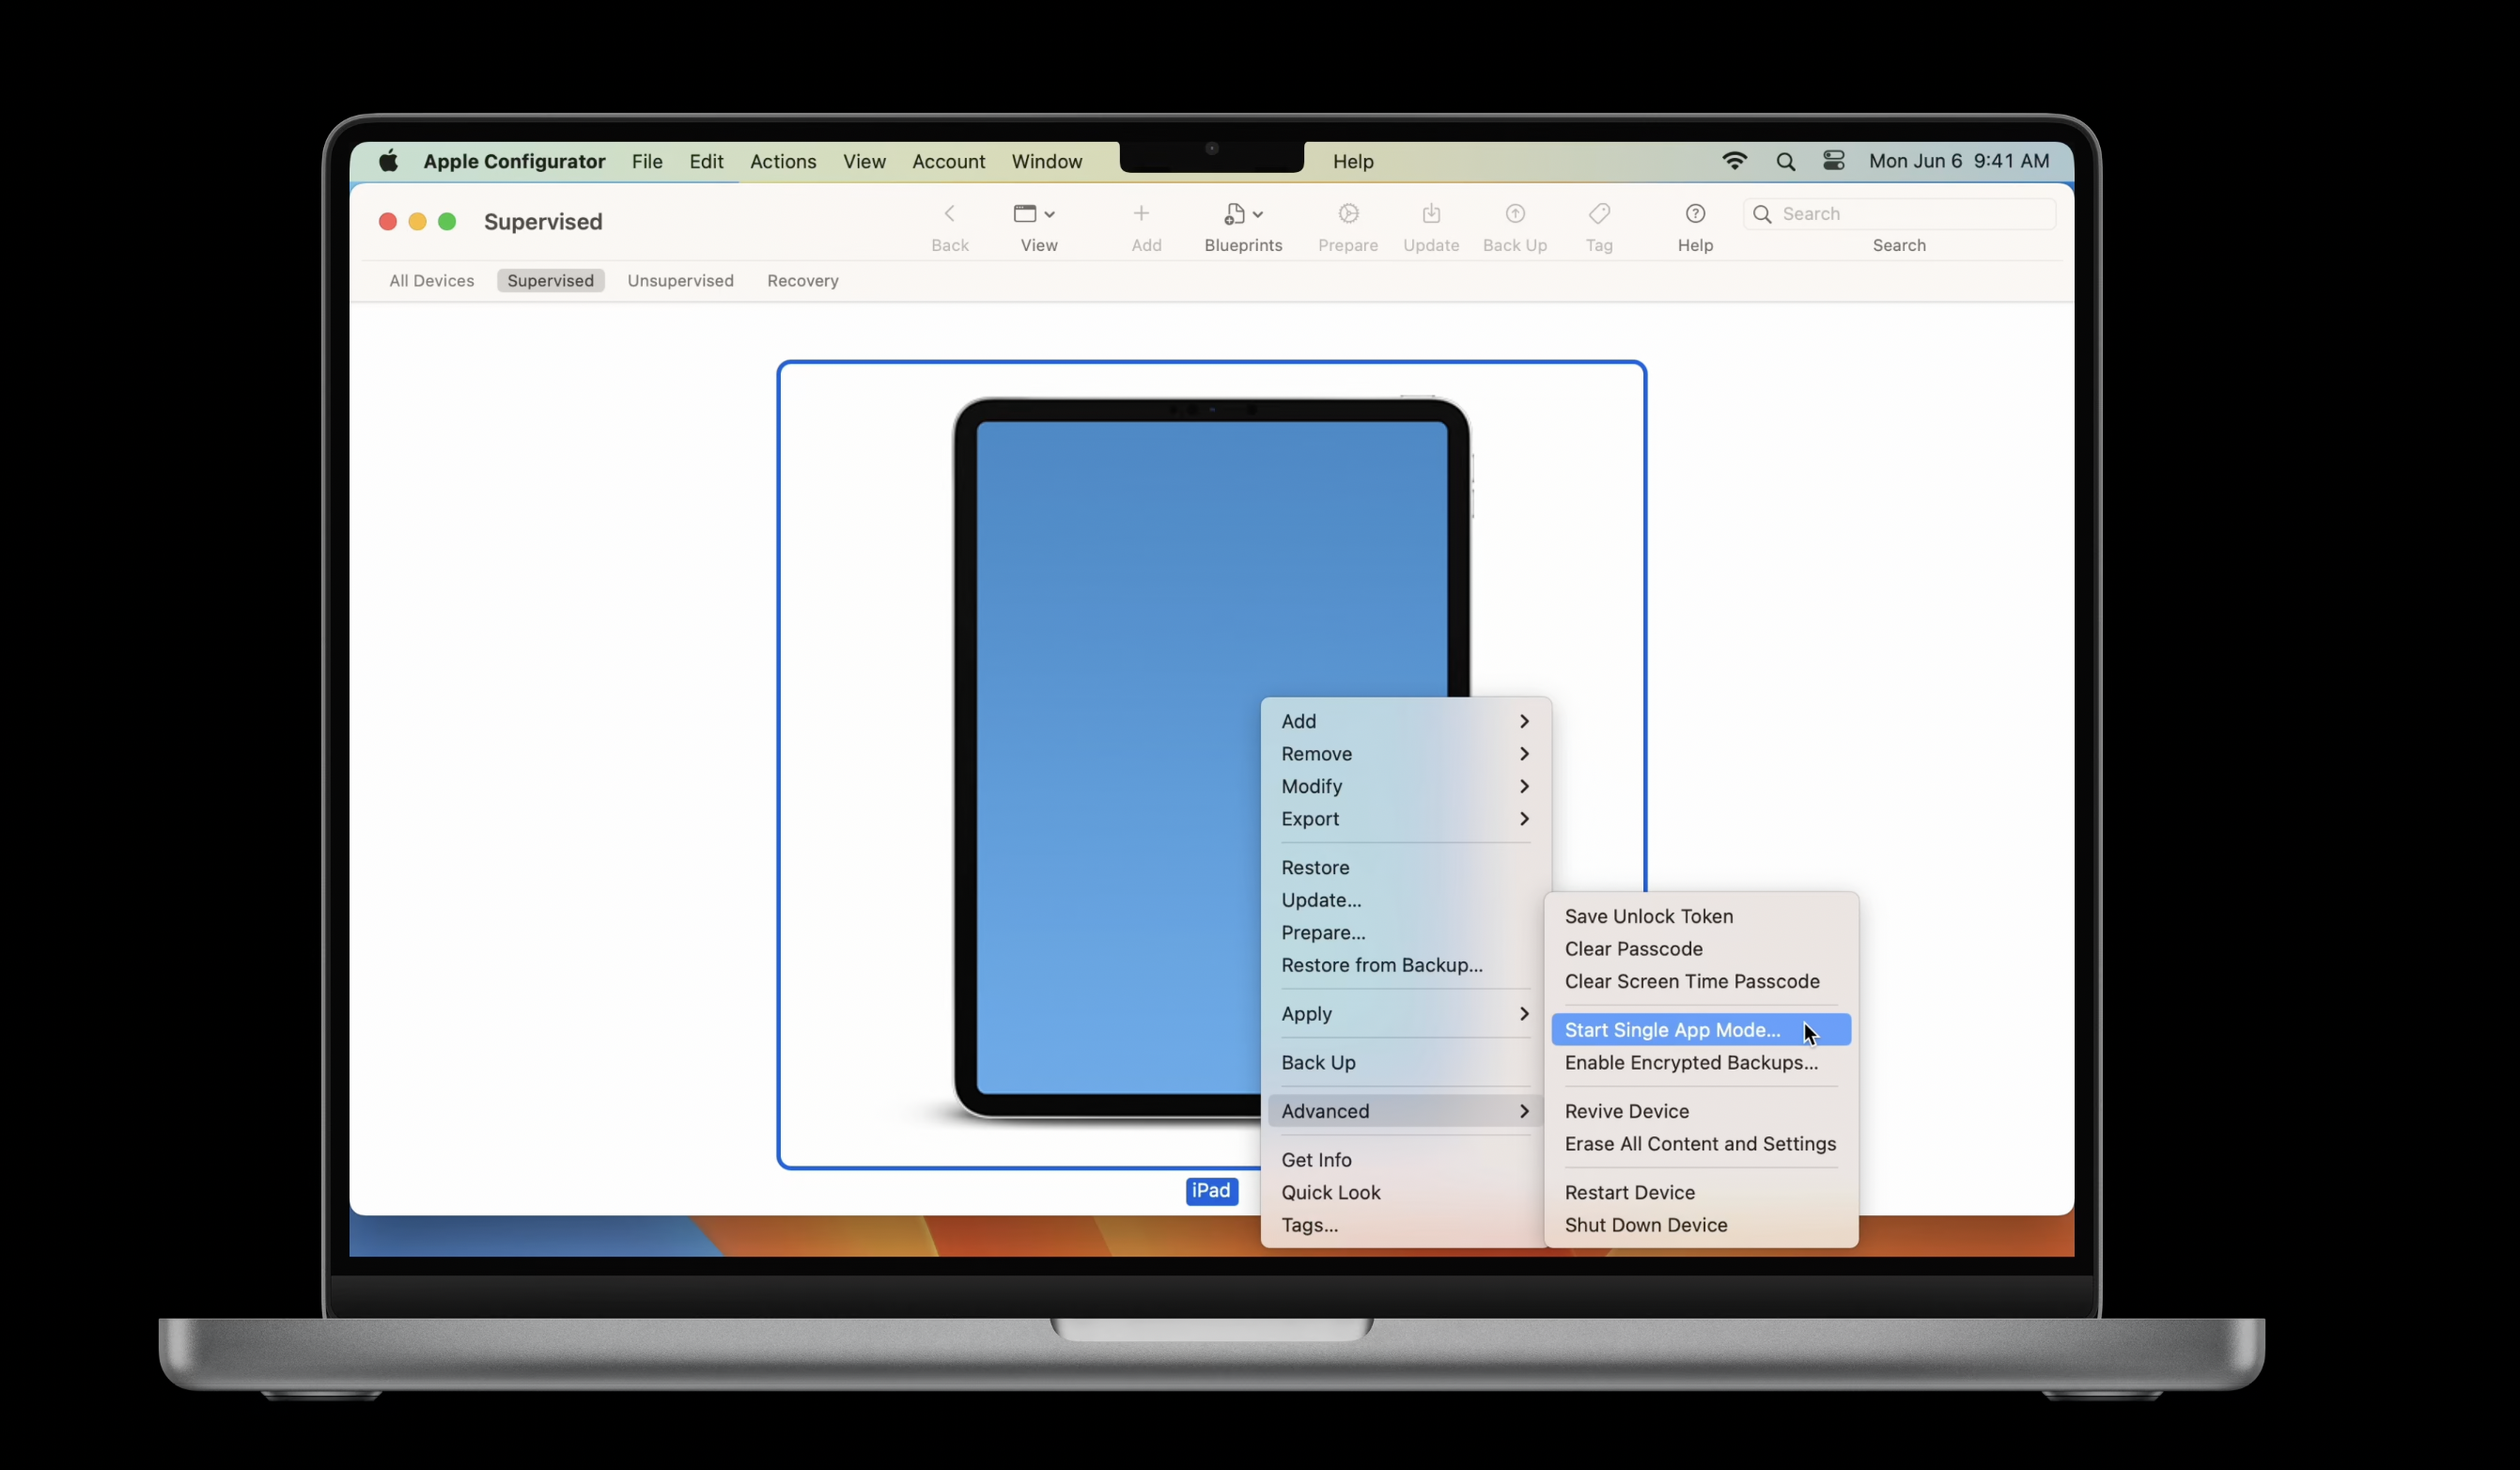 Apple Configurator File Edit Actions View Account Window Help Mon Jun 6 9:41 AM
Supervised
Back View Add Blueprints Prepare Update Back Up Tag Help Search
Search
All Devices Supervised Unsupervised Recovery
Add
Remove
Modify
Export
Restore
Update...
Prepare...
Restore from Backup...
Apply
Back Up
Advanced
Get Info
Quick Look
Tags...
Save Unlock Token
Clear Passcode
Clear Screen Time Passcode
Start Single App Mode...
Enable Encrypted Backups...
Revive Device
Erase All Content and Settings
Restart Device
Shut Down Device
iPad